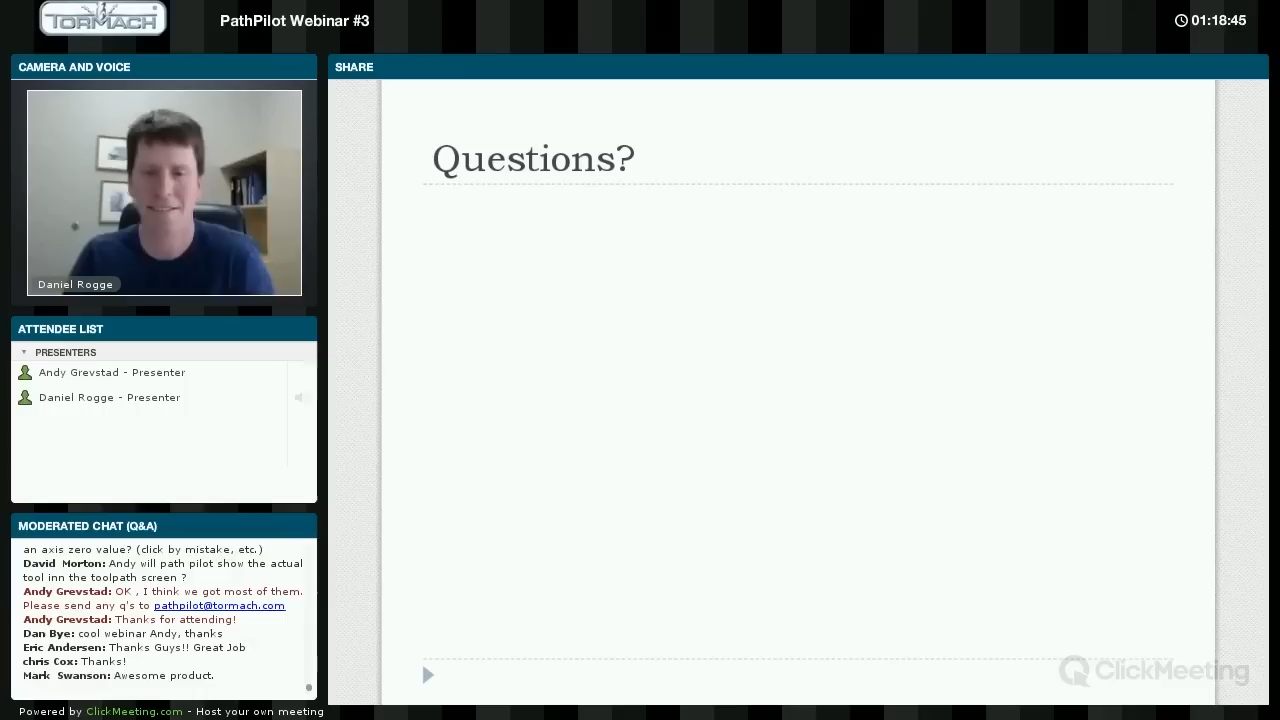 TORMACH
PathPilot Webinar #3
01:18:45
CAMERA AND VOICE
Daniel Rogge
ATTENDEE LIST
PRESENTERS
Andy Grevstad - Presenter
Daniel Rogge - Presenter
MODERATED CHAT (Q&A)
an axis zero value? (click by mistake, etc.)
David Morton: Andy will path pilot show the actual
tool inn the toolpath screen ?
Andy Grevstad: OK , I think we got most of them.
Please send any q's to pathpilot@tormach.com
Andy Grevstad: Thanks for attending!
Dan Bye: cool webinar Andy, thanks
Eric Andersen: Thanks Guys!! Great Job
chris Cox: Thanks!
Mark Swanson: Awesome product.
Powered by ClickMeeting.com - Host your own meeting
SHARE
Questions?
ClickMeeting